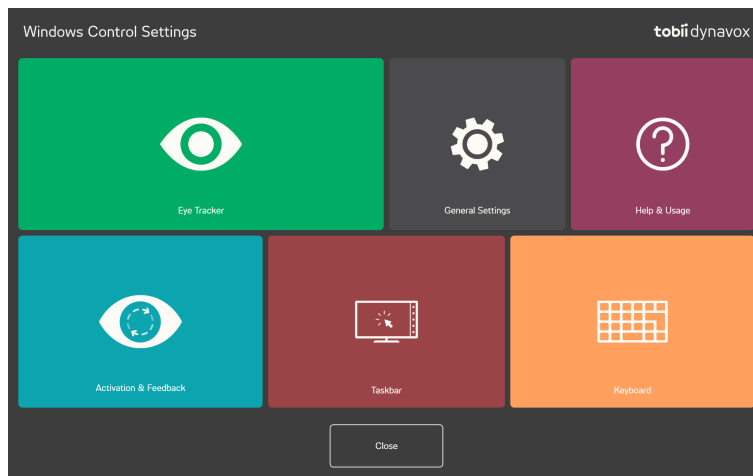 Windows Control Settings
tobii dynavox
Eye Tracker
General Settings
Help & Usage
Activation & Feedback
Taskbar
Keyboard
Close